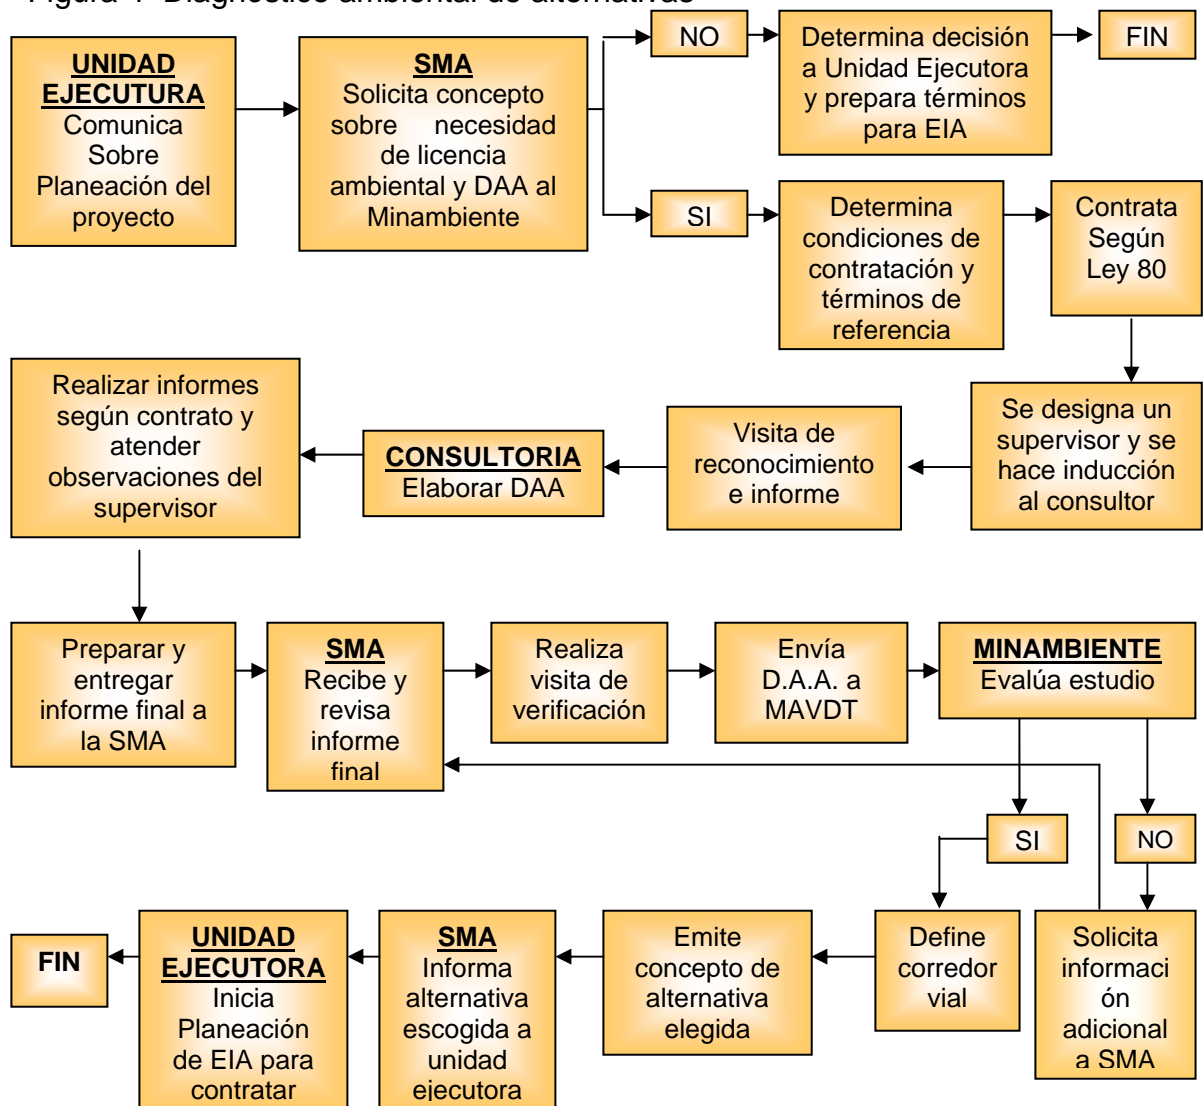 Figura 4 Diagnóstico ambiental de alternativas
UNIDAD
EJECUTURA
Comunica
Sobre
Planeación del
proyecto
SMA
Solicita concepto
sobre necesidad
de licencia
ambiental y DAA al
Minambiente
NO
Determina decisión
a Unidad Ejecutora
y prepara términos
para EIA
FIN
SI
Determina
condiciones de
contratación y
términos de
referencia
Contrata
Según
Ley 80
Se designa un
supervisor y se
hace inducción
al consultor
Visita de
reconocimiento
e informe
CONSULTORIA
Elaborar DAA
Realizar informes
según contrato y
atender
observaciones del
supervisor
Preparar y
entregar
informe final a
la SMA
SMA
Recibe y
revisa
informe
final
Realiza
visita de
verificación
Envía
D.A.A. a
MAVDT
MINAMBIENTE
Evalúa estudio
SI
NO
Solicita
informaci
ón
adicional
a SMA
Define
corredor
vial
Emite
concepto de
alternativa
elegida
SMA
Informa
alternativa
escogida a
unidad
ejecutora
UNIDAD
EJECUTORA
Inicia
Planeación
de EIA para
contratar
FIN